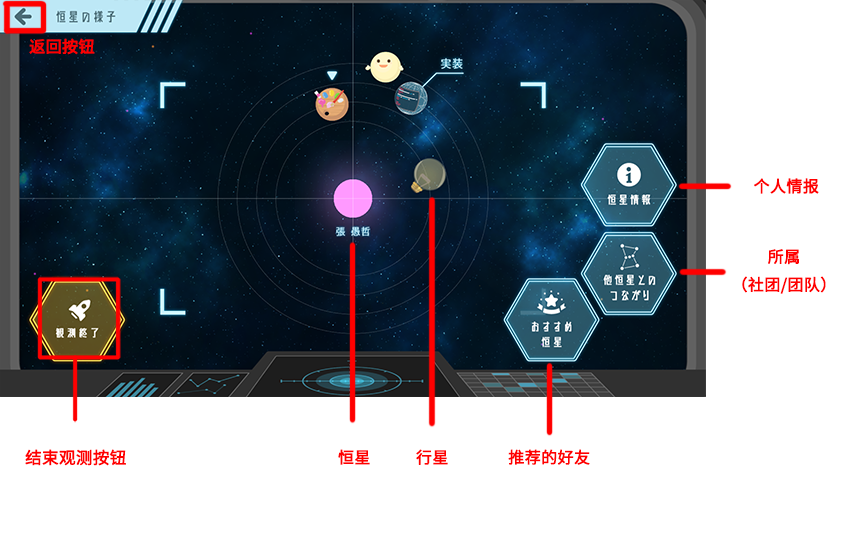 恒星の様子
返回按钮
実装
恒星情報
个人情报
張 愚哲
他恒星との
つながり
所属
(社团/团队)
観測終了
おすすめ
恒星
结束观测按钮
恒星
行星
推荐的好友